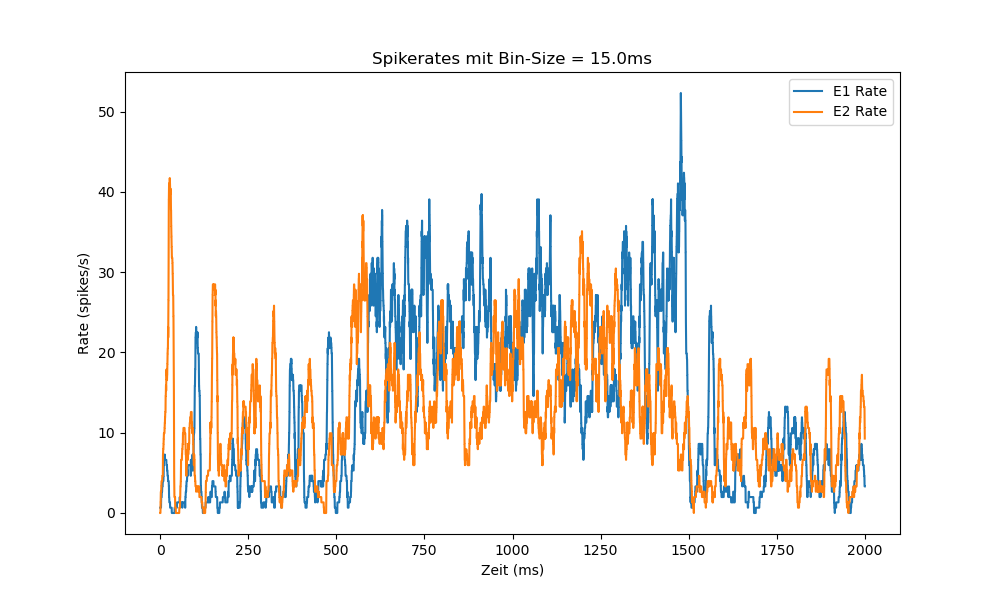 Spikerates mit Bin-Size = 15.0ms
E1 Rate
E2 Rate
Rate (spikes/s)
50
40
30
20
10
0
0 250 500 750 1000 1250 1500 1750 2000
Zeit (ms)